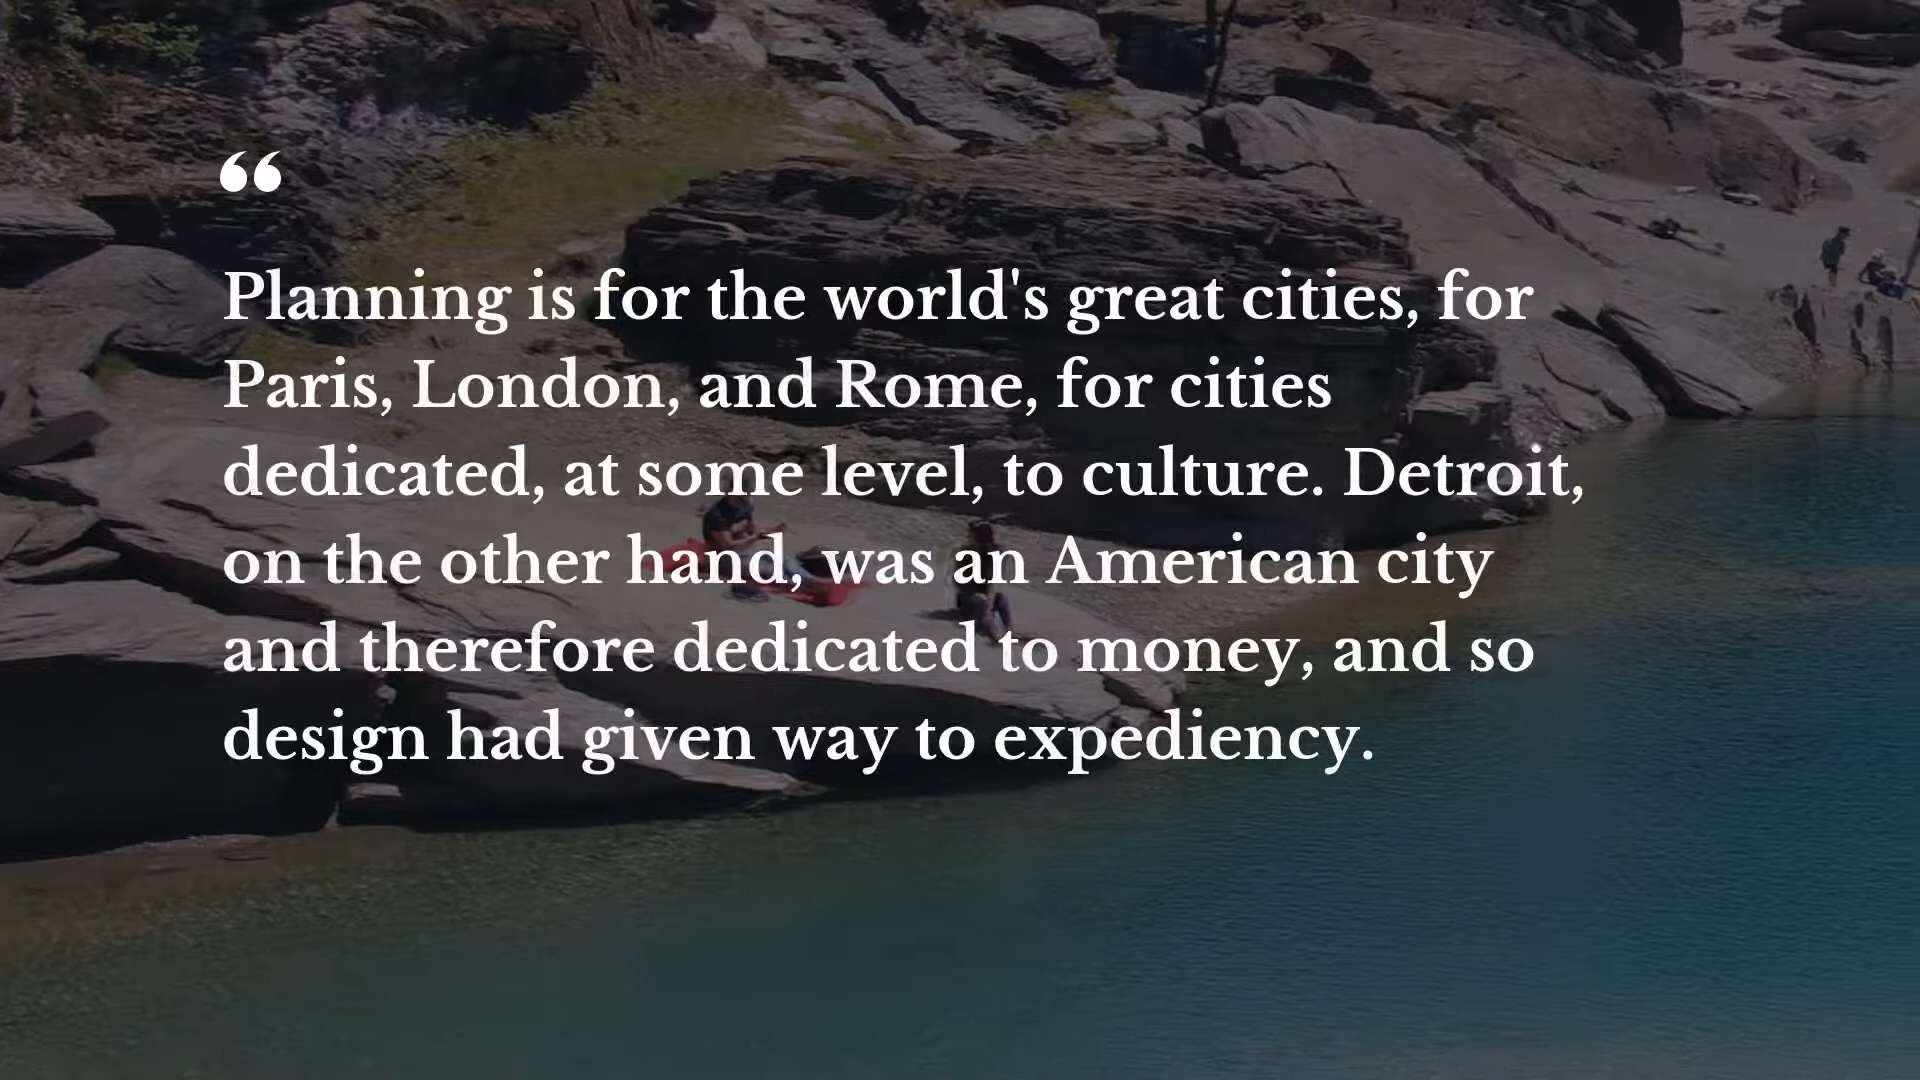 “
Planning is for the world's great cities, for
Paris, London, and Rome, for cities
dedicated, at some level, to culture. Detroit,
on the other hand, was an American city
and therefore dedicated to money, and so
design had given way to expediency.